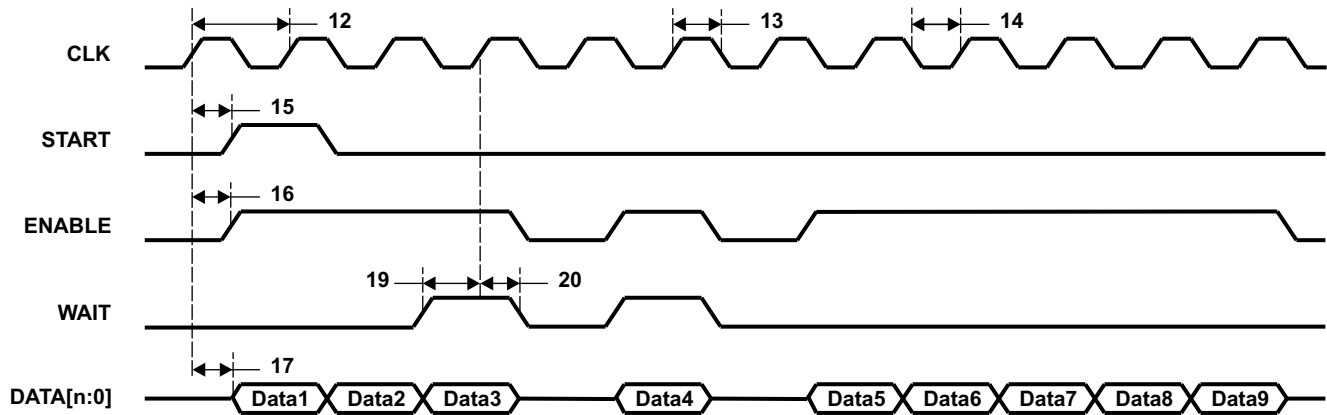 12 13 14
CLK
15
START
16
ENABLE
19 20
WAIT
17
DATA[n:0] Data1 Data2 Data3 Data4 Data5 Data6 Data7 Data8 Data9